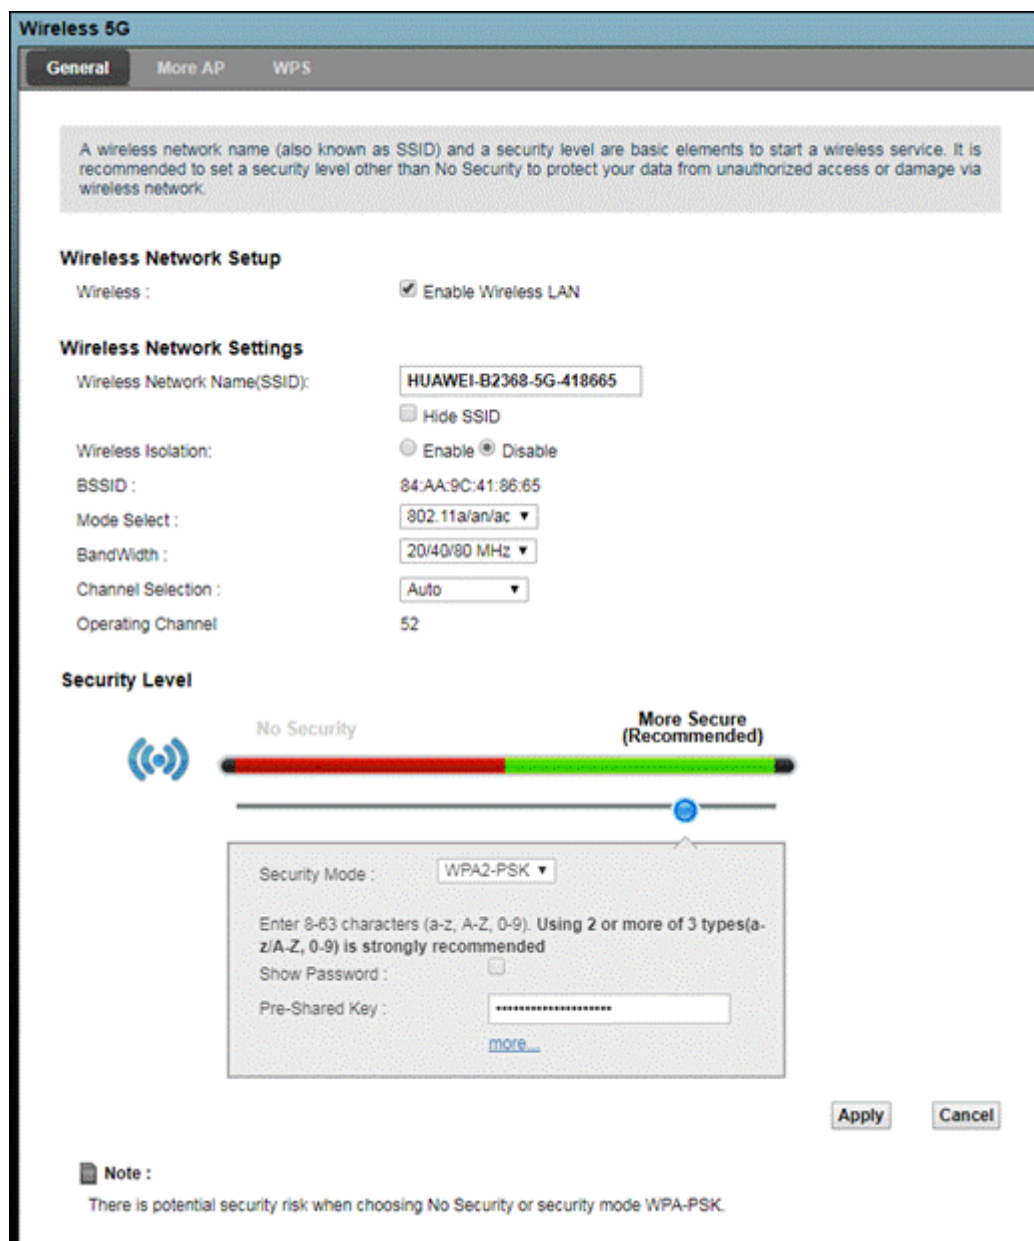 Wireless 5G
General More AP WPS
A wireless network name (also known as SSID) and a security level are basic elements to start a wireless service. It is
recommended to set a security level other than No Security to protect your data from unauthorized access or damage via
wireless network.
Wireless Network Setup
Wireless : Enable Wireless LAN
Wireless Network Settings
Wireless Network Name(SSID): HUAWEI-B2368-5G-418665
Hide SSID
Wireless Isolation: Enable Disable
BSSID : 84:AA:9C:41:86:65
Mode Select : 802.11a/an/ac
BandWidth : 20/40/80 MHz
Channel Selection : Auto
Operating Channel 52
Security Level
No Security More Secure
(Recommended)
Security Mode : WPA2-PSK
Enter 8-63 characters (a-z, A-Z, 0-9). Using 2 or more of 3 types(a-
z/A-Z, 0-9) is strongly recommended
Show Password :
Pre-Shared Key : ••••••••••••••••••••
more...
Apply Cancel
Note :
There is potential security risk when choosing No Security or security mode WPA-PSK.